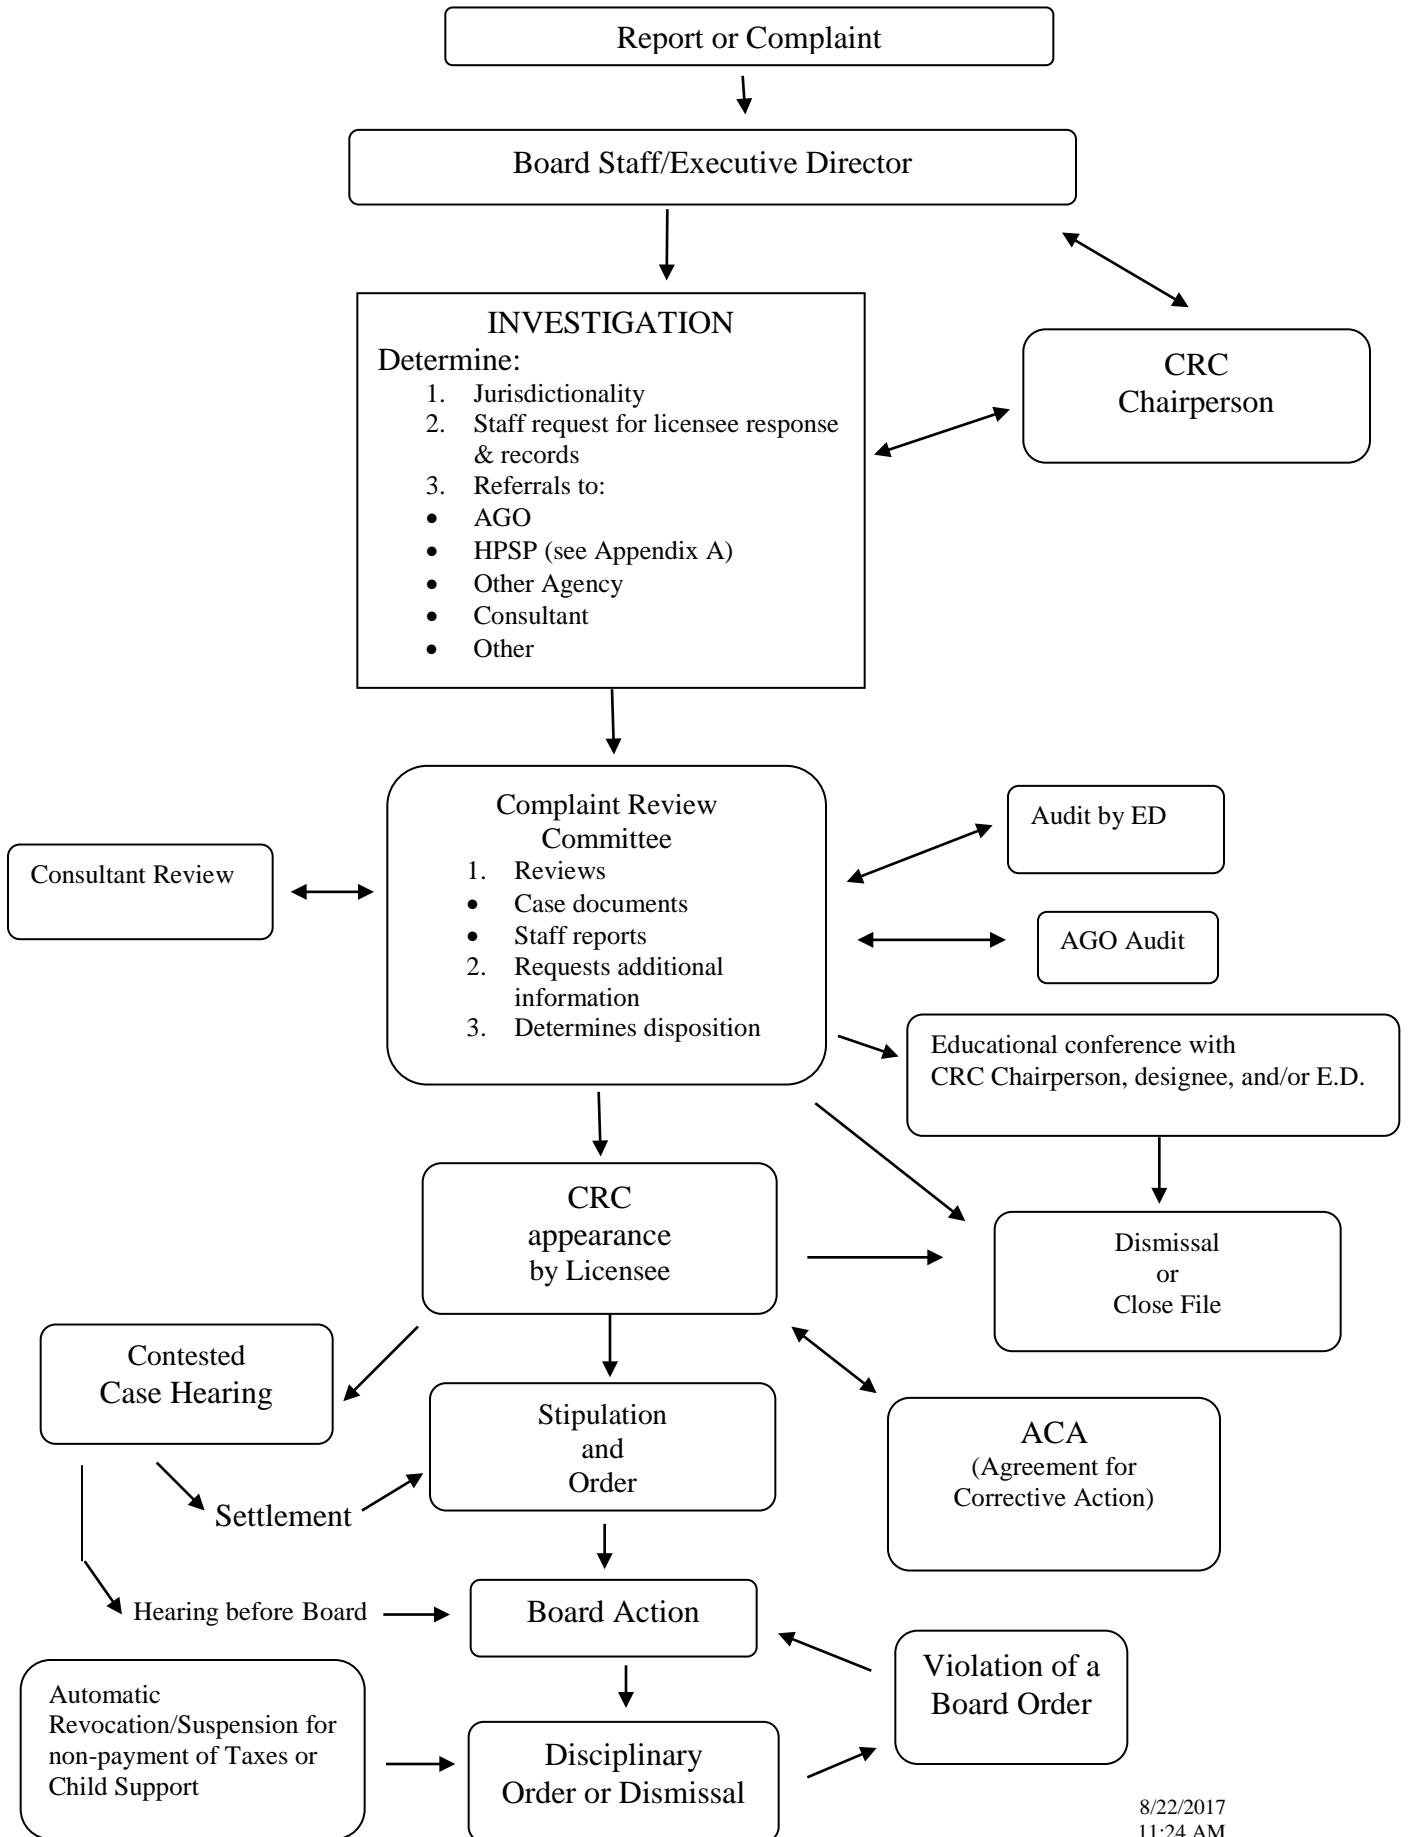 Report or Complaint
Board Staff/Executive Director
INVESTIGATION
Determine:
1. Jurisdictionality
2. Staff request for licensee response
& records
3. Referrals to:
• AGO
• HPSP (see Appendix A)
• Other Agency
• Consultant
• Other
CRC
Chairperson
Complaint Review
Committee
1. Reviews
• Case documents
• Staff reports
2. Requests additional
information
3. Determines disposition
Consultant Review
Audit by ED
AGO Audit
Educational conference with
CRC Chairperson, designee, and/or E.D.
CRC
appearance
by Licensee
Dismissal
or
Close File
Contested
Case Hearing
Stipulation
and
Order
ACA
(Agreement for
Corrective Action)
Settlement
Hearing before Board
Board Action
Violation of a
Board Order
Automatic
Revocation/Suspension for
non-payment of Taxes or
Child Support
Disciplinary
Order or Dismissal
8/22/2017
11:24 AM